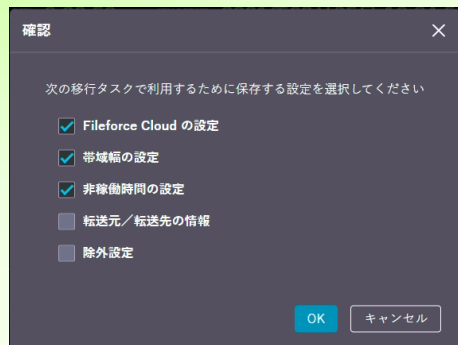 確認
次の移行タスクで利用するために保存する設定を選択してください
Fileforce Cloud の設定
帯域幅の設定
非稼働時間の設定
転送元／転送先の情報
除外設定
OK キャンセル